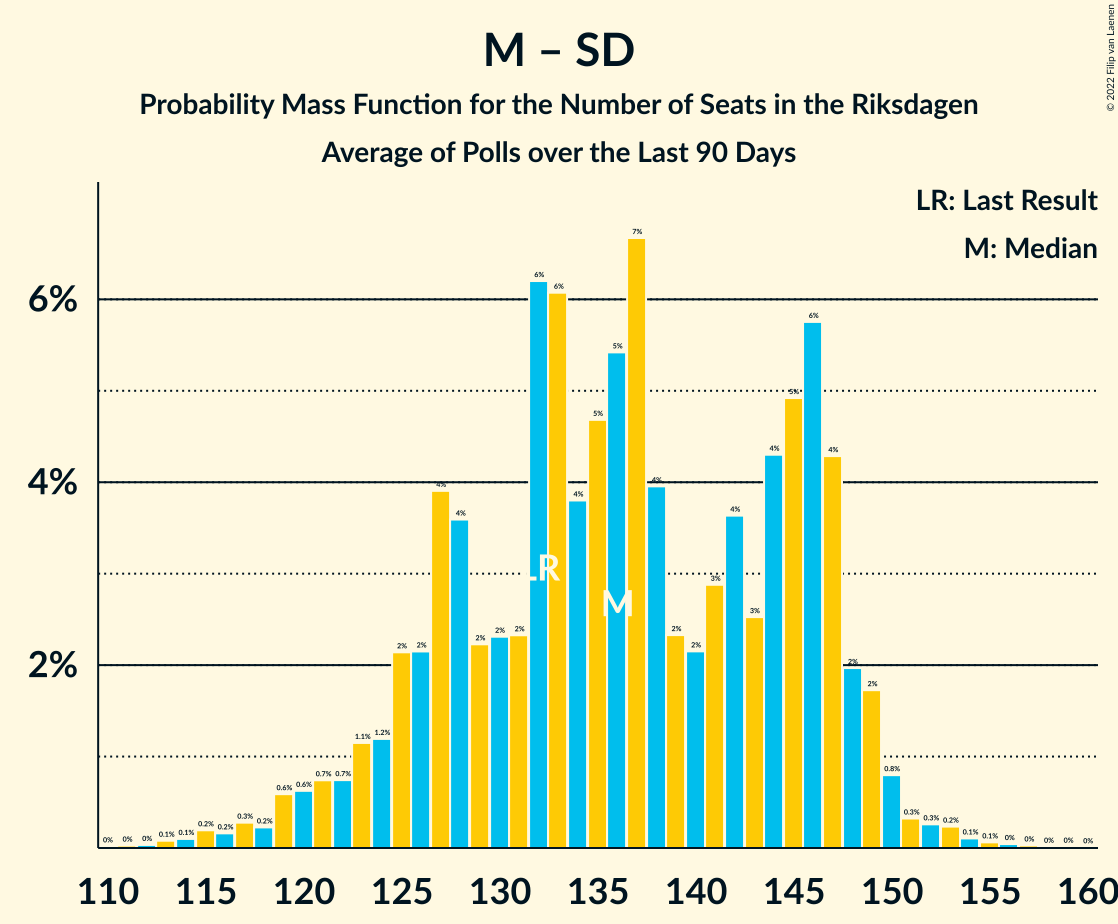 M – SD
Probability Mass Function for the Number of Seats in the Riksdagen
Average of Polls over the Last 90 Days
© 2022 Filip van Laenen
LR: Last Result
M: Median
6%
4%
2%
0% 0% 0% 0.1% 0.1% 0.2% 0.2% 0.3% 0.2% 0.6% 0.6% 0.7% 0.7% 1.1% 1.2% 2% 2% 4% 4% 2% 2% 2% 6% 6% 4% 5% 5% 7% 4% 2% 2% 3% 4% 3% 4% 5% 6% 4% 2% 2% 0.8% 0.3% 0.3% 0.2% 0.1% 0.1% 0% 0% 0% 0% 0%
LR
M
110 115 120 125 130 135 140 145 150 155 160